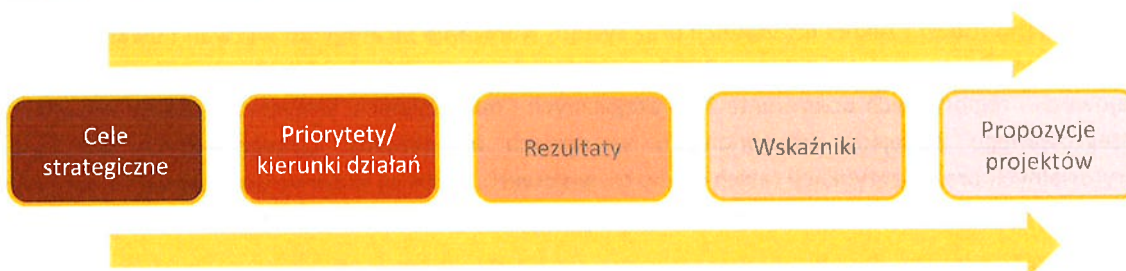 Cele
strategiczne
Priorytety/
kierunki działań
Rezultaty
Wskaźniki
Propozycje
projektów